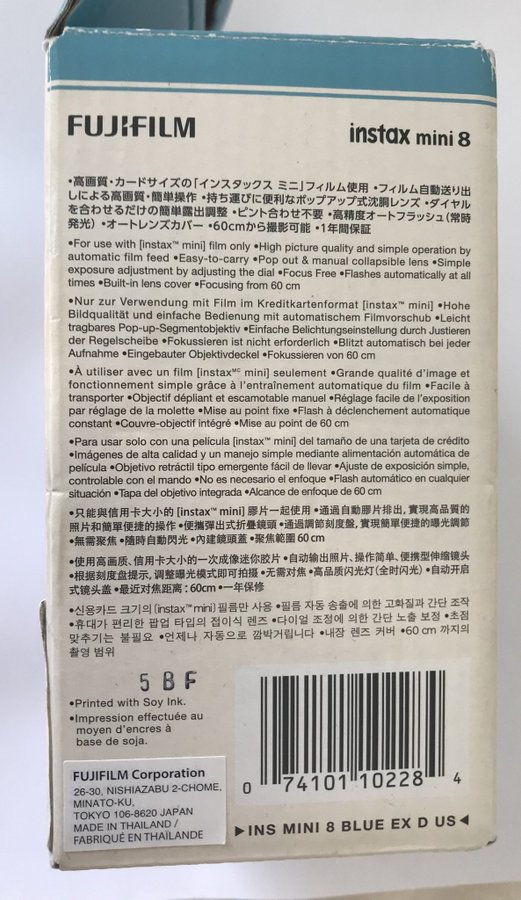 FUJIFILM
instax mini 8
•高画質・カードサイズの「インスタックス ミニ」フィルム使用 •フィルム自動送り出
しによる高画質・簡単操作 •持ち運びに便利なポップアップ式沈胴レンズ •ダイヤル
を合わせるだけの簡単露出調整 •ピント合わせ不要 •高精度オートフラッシュ(常時
発光) •オートレンズカバー •60cmから撮影可能 •1年間保証
•For use with [instax™ mini] film only •High picture quality and simple operation by
automatic film feed •Easy-to-carry •Pop out & manual collapsible lens •Simple
exposure adjustment by adjusting the dial •Focus Free •Flashes automatically at all
times •Built-in lens cover •Focusing from 60 cm
•Nur zur Verwendung mit Film im Kreditkartenformat [instax™ mini] •Hohe
Bildqualität und einfache Bedienung mit automatischem Filmvorschub •Leicht
tragbares Pop-up-Segmentobjektiv •Einfache Belichtungseinstellung durch Justieren
der Regelscheibe •Fokussieren ist nicht erforderlich •Blitzt automatisch bei jeder
Aufnahme •Eingebauter Objektivdeckel •Fokussieren von 60 cm
•À utiliser avec un film [instaxᴹᶜ mini] seulement •Grande qualité d'image et
fonctionnement simple grâce à l'entraînement automatique du film •Facile à
transporter •Objectif dépliant et escamotable manuel •Réglage facile de l'exposition
par réglage de la molette •Mise au point fixe •Flash à déclenchement automatique
constant •Couvre-objectif intégré •Mise au point de 60 cm
•Para usar solo con una película [instax™ mini] del tamaño de una tarjeta de crédito
•Imágenes de alta calidad y un manejo simple mediante alimentación automática de
película •Objetivo retráctil tipo emergente fácil de llevar •Ajuste de exposición simple,
controlable con el mando •No es necesario el enfoque •Flash automático en cualquier
situación •Tapa del objetivo integrada •Alcance de enfoque de 60 cm
•只能與信用卡大小的 [instax™ mini] 膠片一起使用 •通過自動膠片排出,實現高品質的
照片和簡單便捷的操作 •便攜彈出式折疊鏡頭 •通過調節刻度盤,實現簡單便捷的曝光調節
•無需聚焦 •隨時自動閃光 •內建鏡頭蓋 •聚焦範圍 60 cm
•使用高画质、信用卡大小的一次成像迷你胶片 •自动输出照片、操作简单、便携型伸缩镜头
•根据刻度盘提示,调整曝光模式即可拍摄 •无需对焦 •高品质闪光灯(全时闪光) •自动开启
式镜头盖 •最近对焦距离:60cm •一年保修
•신용카드 크기의 [instax™ mini] 필름만 사용 •필름 자동 송출에 의한 고화질과 간단 조작
•휴대가 편리한 팝업 타입의 접이식 렌즈 •다이얼 조정에 의한 간단 노출 보정 •초점
맞추기는 불필요 •언제나 자동으로 깜박거립니다 •내장 렌즈 커버 •60 cm 까지의
촬영 범위
5 B F
•Printed with Soy Ink.
•Impression effectuée au
moyen d'encres à
base de soja.
FUJIFILM Corporation
26-30, NISHIAZABU 2-CHOME,
MINATO-KU,
TOKYO 106-8620 JAPAN
MADE IN THAILAND /
FABRIQUÉ EN THAÏLANDE
0 74101 10228 4
▶INS MINI 8 BLUE EX D US◀